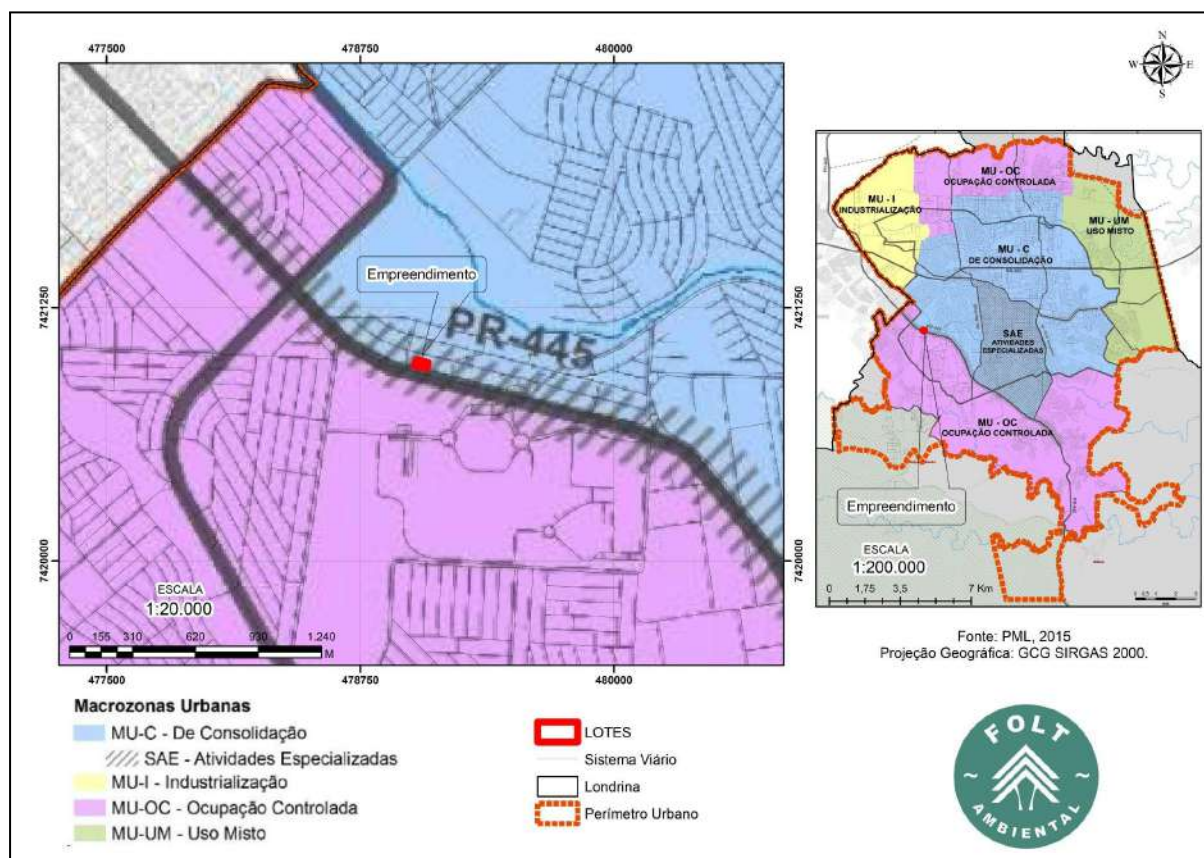 477500
478750
480000
7421250
7420000
7421250
7420000
Empreendimento
PR-445
ESCALA
1:20.000
0 155 310 620 930 1.240
M
N
W E
S
MU - OC
OCUPAÇÃO CONTROLADA
MU - I
INDUSTRIALIZAÇÃO
MU - UM
USO MISTO
MU - C
DE CONSOLIDAÇÃO
SAE
ATIVIDADES
ESPECIALIZADAS
MU - OC
OCUPAÇÃO CONTROLADA
Empreendimento
ESCALA
1:200.000
0 1,75 3,5 7 Km
Fonte: PML, 2015
Projeção Geográfica: GCG SIRGAS 2000.
Macrozonas Urbanas
MU-C - De Consolidação
SAE - Atividades Especializadas
MU-I - Industrialização
MU-OC - Ocupação Controlada
MU-UM - Uso Misto
LOTES
Sistema Viário
Londrina
Perímetro Urbano
FOLT
~ ~
AMBIENTAL
477500
478750
480000